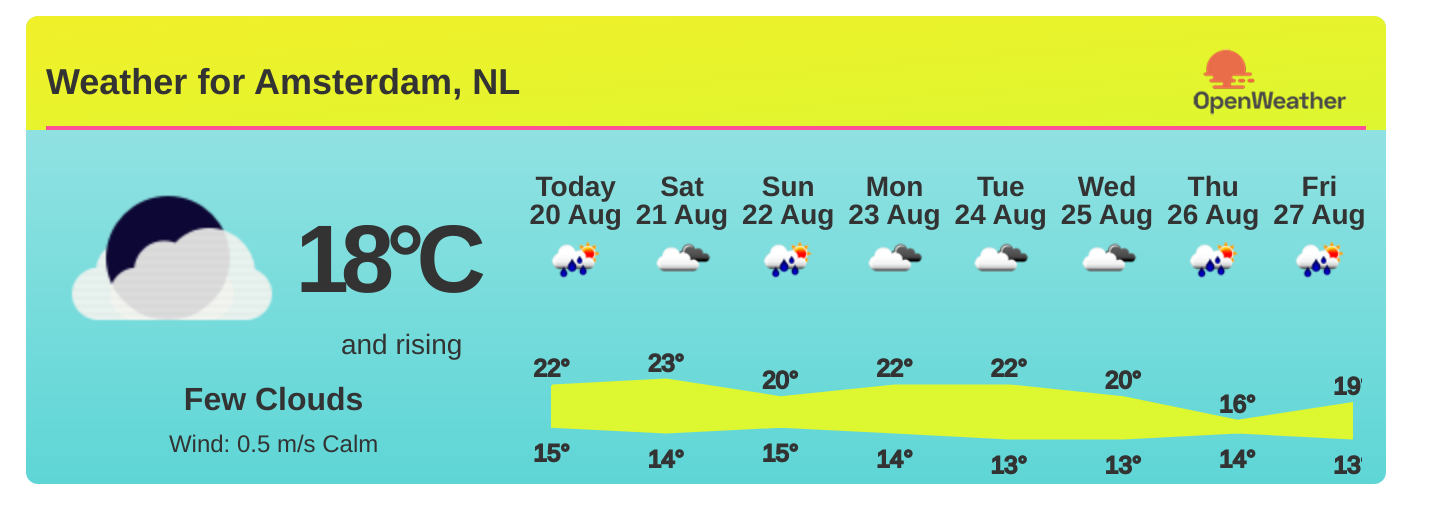 Weather for Amsterdam, NL
OpenWeather
18°C
and rising
Few Clouds
Wind: 0.5 m/s Calm
Today Sat Sun Mon Tue Wed Thu Fri
20 Aug 21 Aug 22 Aug 23 Aug 24 Aug 25 Aug 26 Aug 27 Aug
22° 23° 20° 22° 22° 20° 16° 19°
15° 14° 15° 14° 13° 13° 14° 13°